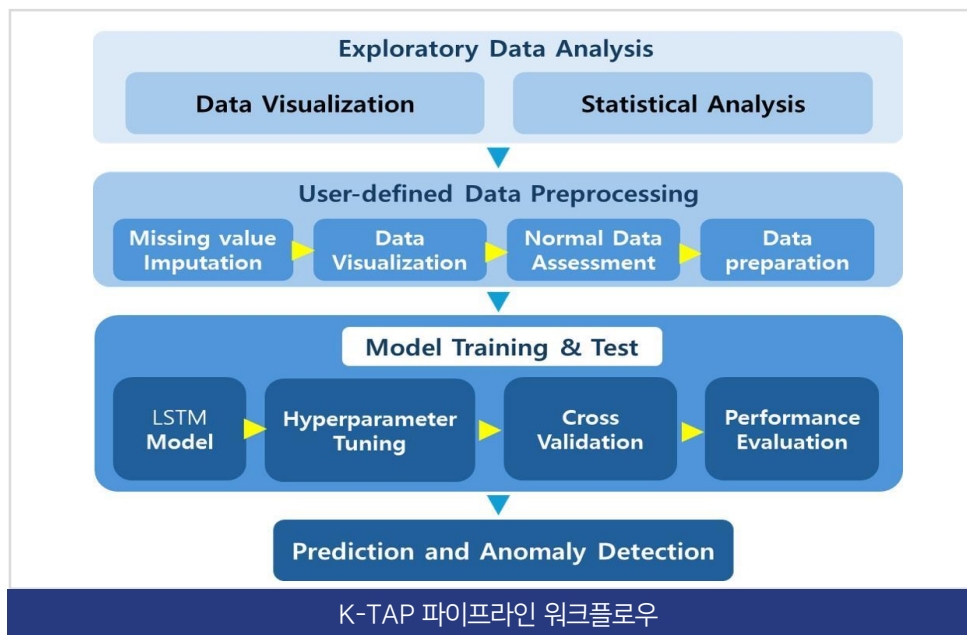 Exploratory Data Analysis
Data Visualization
Statistical Analysis
User-defined Data Preprocessing
Missing value
Imputation
Data
Visualization
Normal Data
Assessment
Data
preparation
Model Training & Test
LSTM
Model
Hyperparameter
Tuning
Cross
Validation
Performance
Evaluation
Prediction and Anomaly Detection
K-TAP 파이프라인 워크플로우